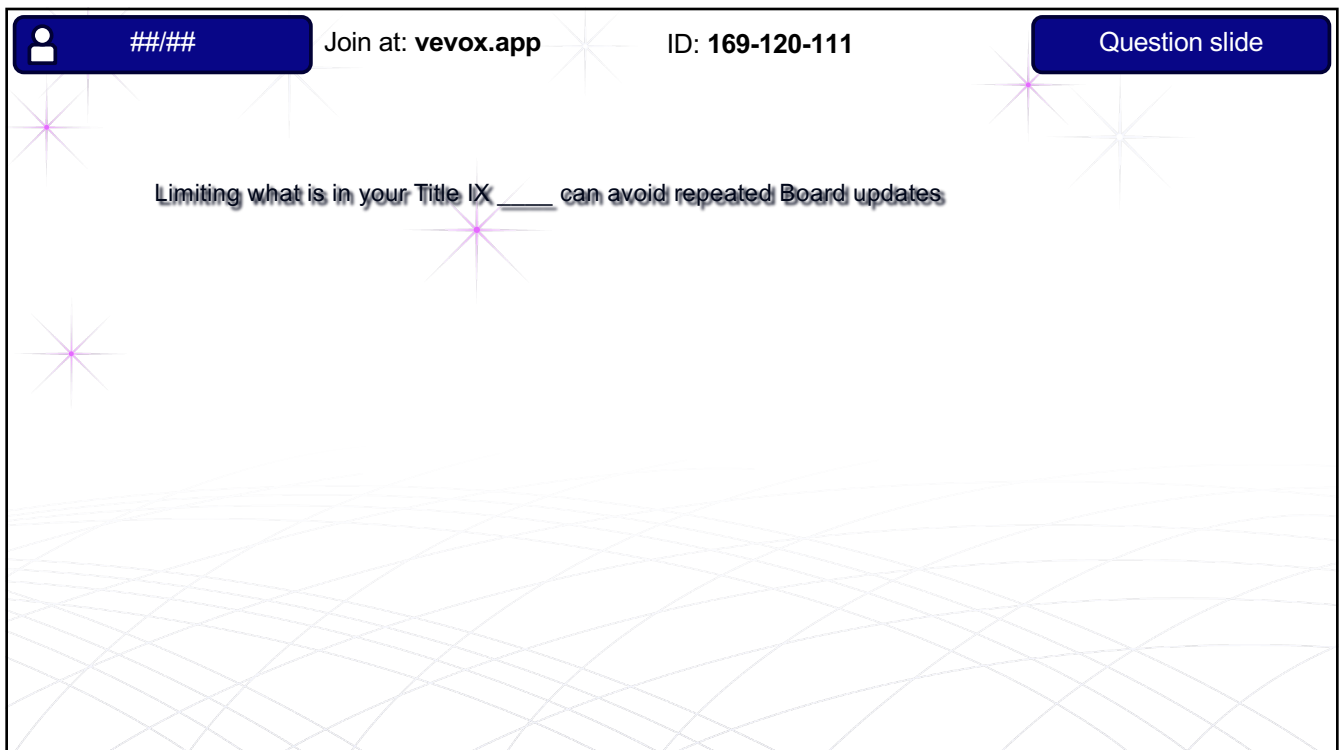 ##/## Join at: vevox.app ID: 169-120-111 Question slide
Limiting what is in your Title IX ____ can avoid repeated Board updates